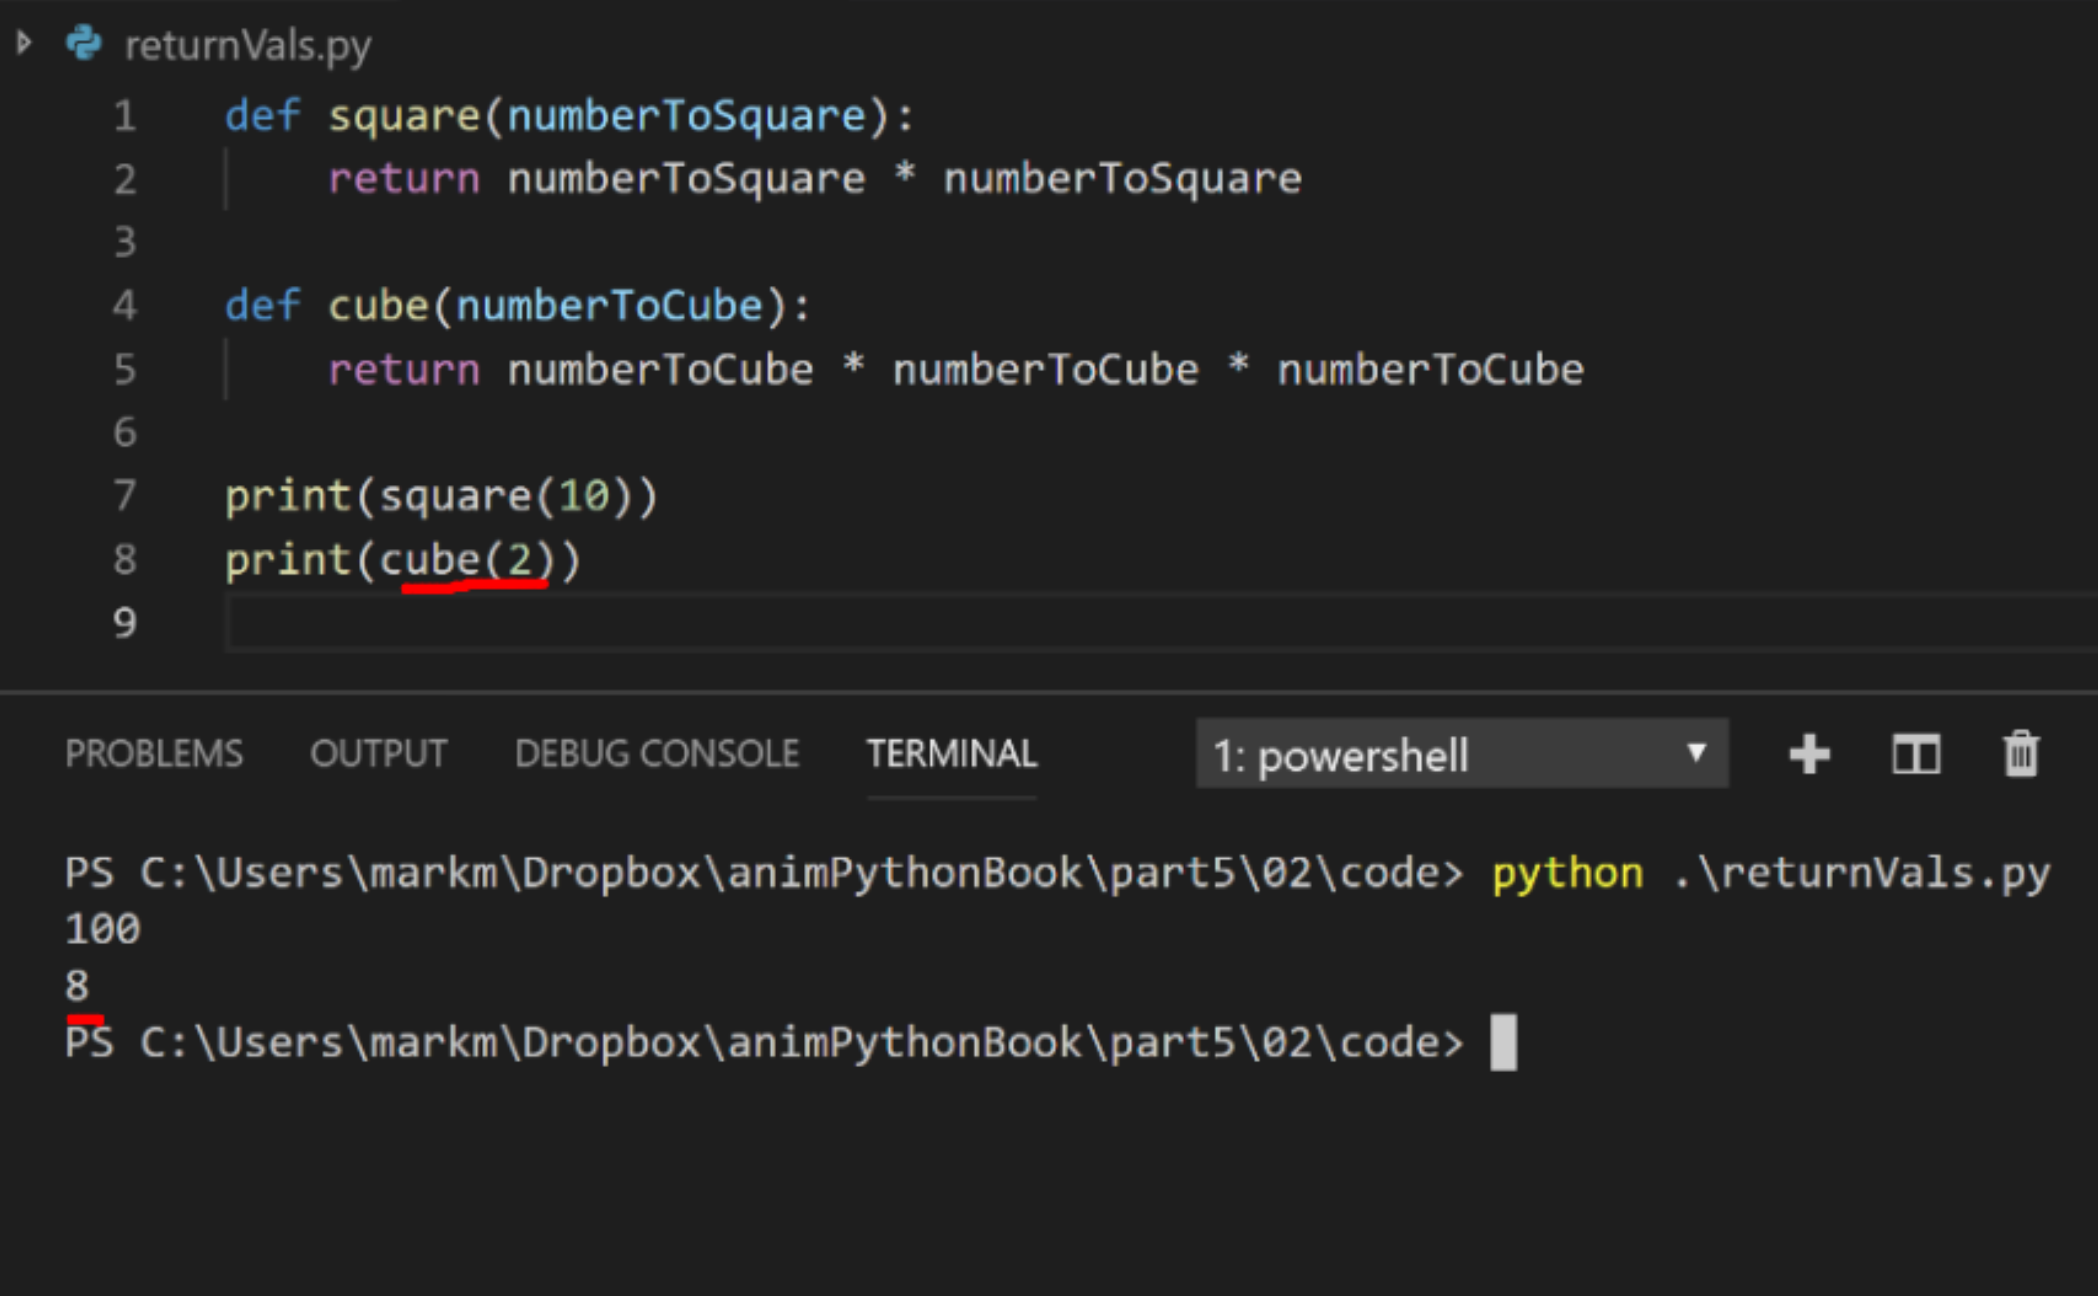 returnVals.py
1 def square(numberToSquare):
2     return numberToSquare * numberToSquare
3
4 def cube(numberToCube):
5     return numberToCube * numberToCube * numberToCube
6
7 print(square(10))
8 print(cube(2))
9
PROBLEMS OUTPUT DEBUG CONSOLE TERMINAL 1: powershell
PS C:\Users\markm\Dropbox\animPythonBook\part5\02\code> python .\returnVals.py
100
8
PS C:\Users\markm\Dropbox\animPythonBook\part5\02\code>